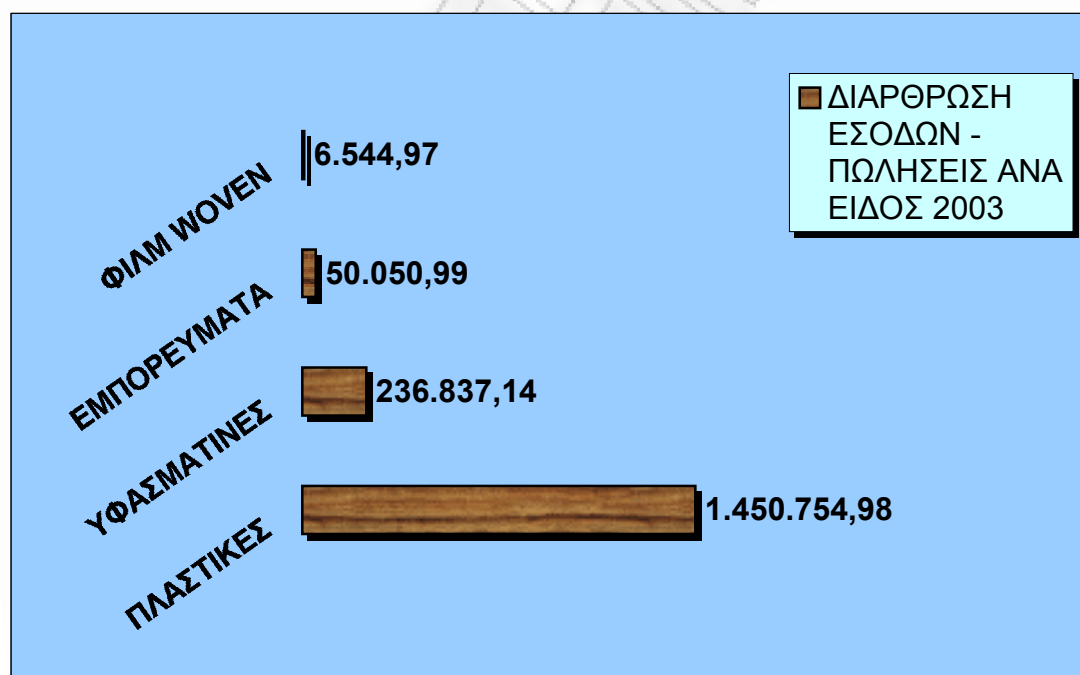 ΔΙΑΡΘΡΩΣΗ
ΕΣΟΔΩΝ -
ΠΩΛΗΣΕΙΣ ΑΝΑ
ΕΙΔΟΣ 2003
ΦΙΛΜ WOVEN
6.544,97
ΕΜΠΟΡΕΥΜΑΤΑ
50.050,99
ΥΦΑΣΜΑΤΙΝΕΣ
236.837,14
ΠΛΑΣΤΙΚΕΣ
1.450.754,98